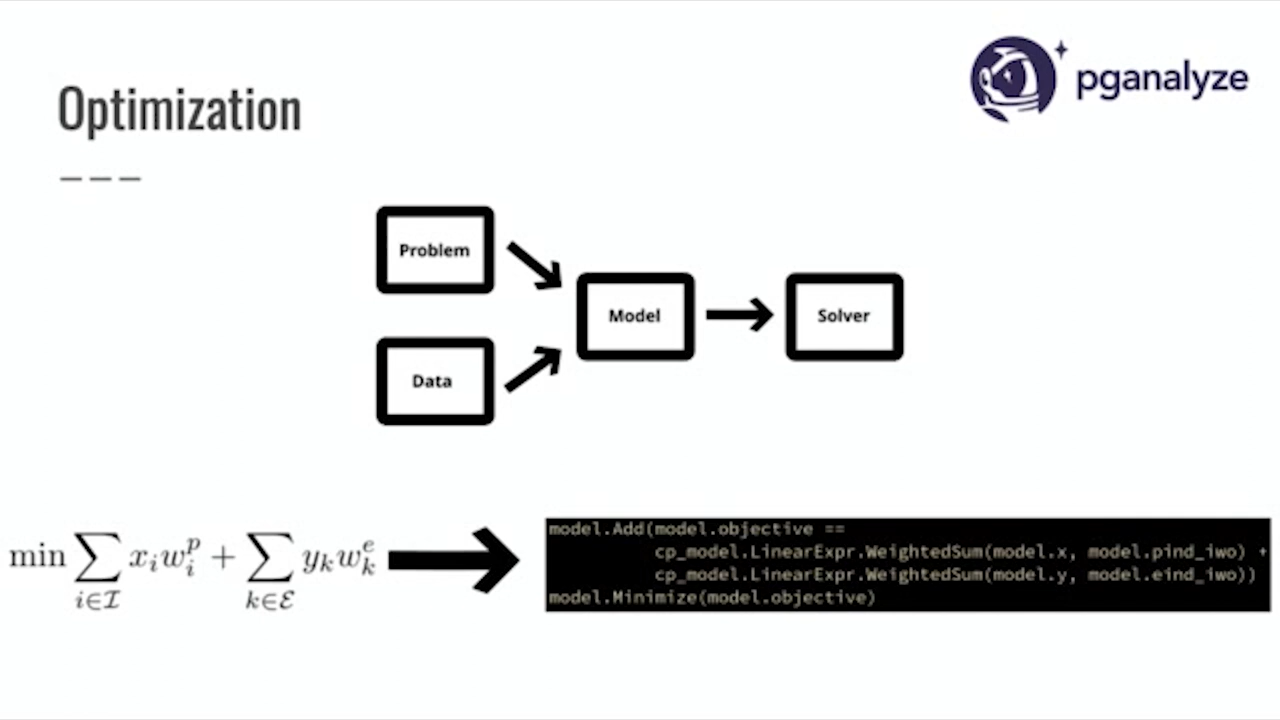 pganalyze
Optimization
Problem
Data
Model
Solver
min ∑_{i∈𝓘} x_i w_i^p + ∑_{k∈𝓔} y_k w_k^e
model.Add(model.objective ==
cp_model.LinearExpr.WeightedSum(model.x, model.pind_iwo) +
cp_model.LinearExpr.WeightedSum(model.y, model.eind_iwo))
model.Minimize(model.objective)